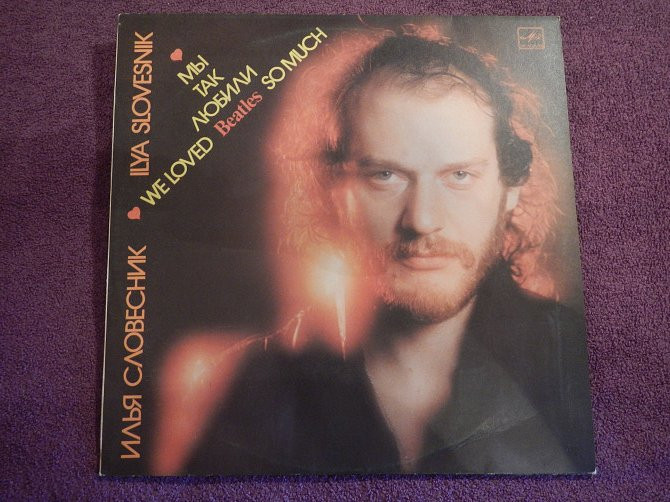 ИЛЬЯ СЛОВЕСНИК ILYA SLOVESNIK
МЫ
ТАК
ЛЮБИЛИ
WE LOVED Beatles SO MUCH